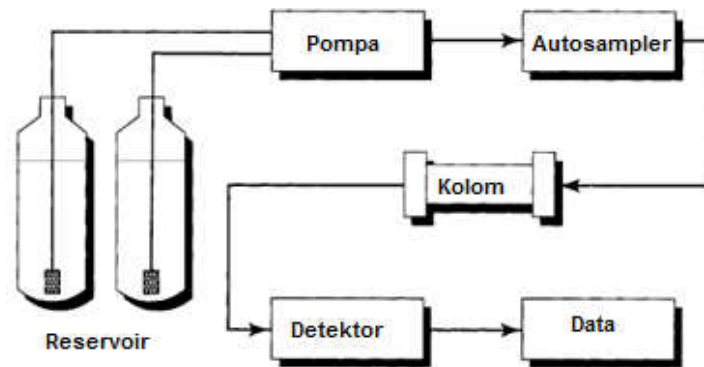 Pompa
Autosampler
Kolom
Reservoir
Detektor
Data